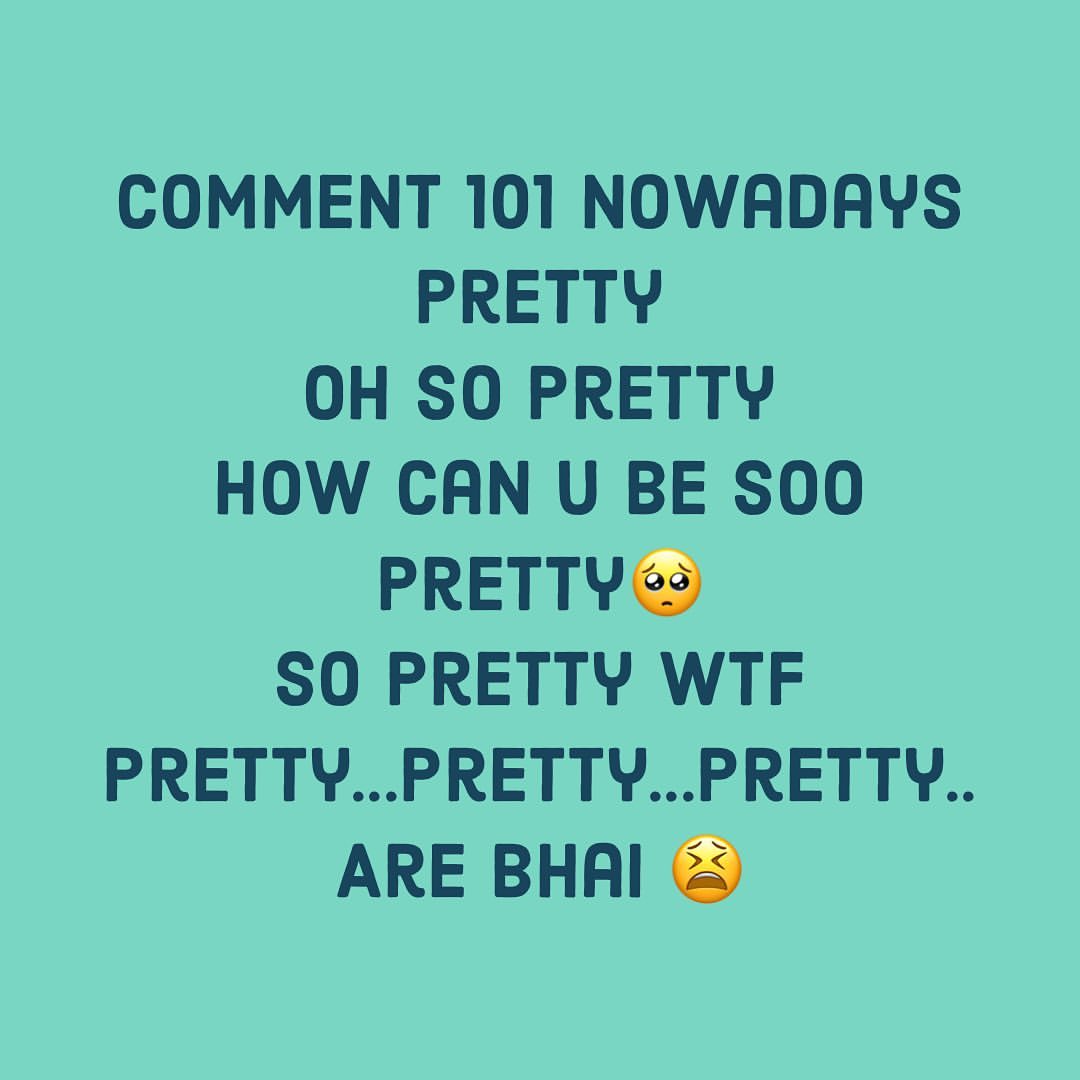 COMMENT 101 NOWADAYS
PRETTY
OH SO PRETTY
HOW CAN U BE SOO
PRETTY🥺
SO PRETTY WTF
PRETTY...PRETTY...PRETTY..
ARE BHAI 😫